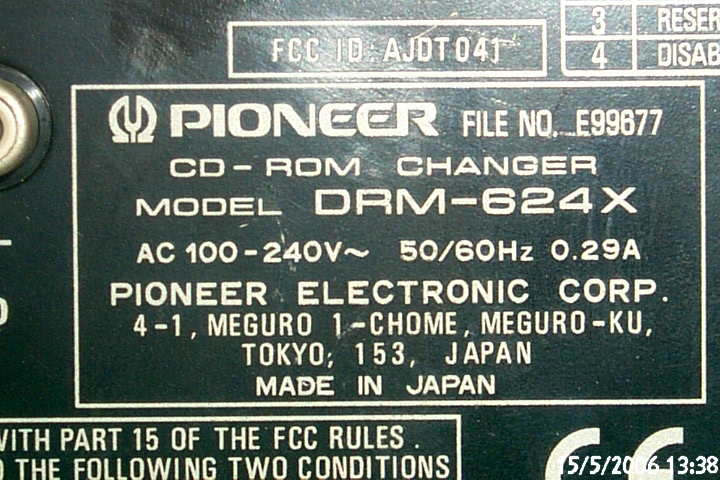 3 RESER
FCC ID: AJDT041
4 DISAB
PIONEER FILE NO. E99677
CD-ROM CHANGER
MODEL DRM-624X
AC 100-240V~ 50/60Hz 0.29A
PIONEER ELECTRONIC CORP.
4-1, MEGURO 1-CHOME, MEGURO-KU,
TOKYO, 153, JAPAN
MADE IN JAPAN
WITH PART 15 OF THE FCC RULES.
THE FOLLOWING TWO CONDITIONS
CE
15/5/2006 13:38